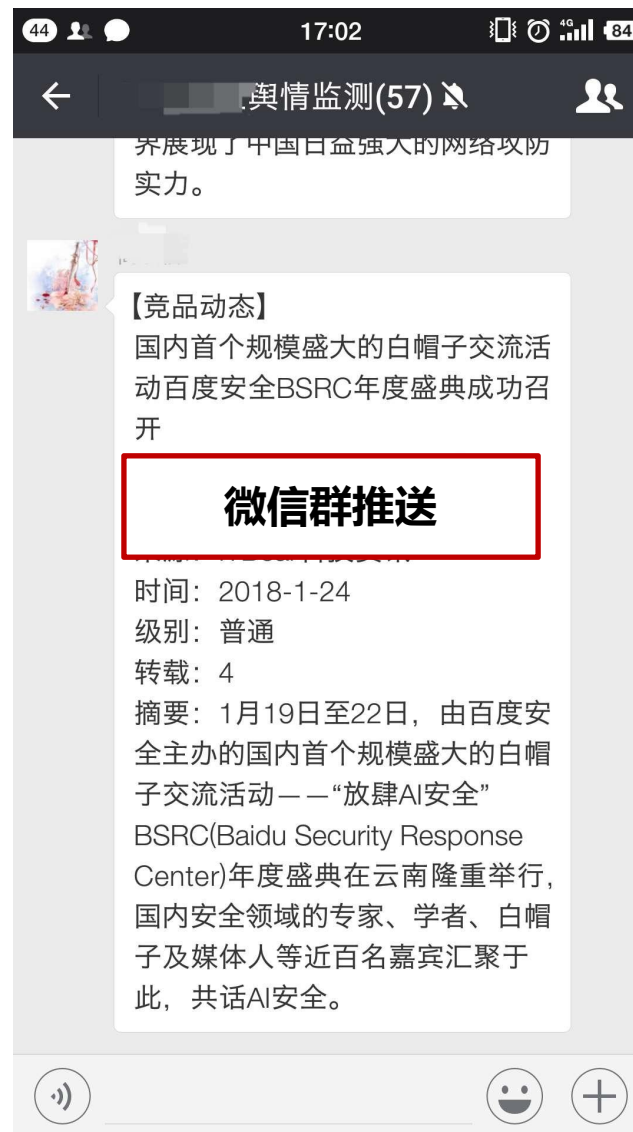 44
17:02
4G
84
舆情监测(57)
界展现了中国日益强大的网络攻防
实力。
【竞品动态】
国内首个规模盛大的白帽子交流活
动百度安全BSRC年度盛典成功召
开
微信群推送
时间：2018-1-24
级别：普通
转载：4
摘要：1月19日至22日，由百度安
全主办的国内首个规模盛大的白帽
子交流活动——“放肆AI安全”
BSRC(Baidu Security Response
Center)年度盛典在云南隆重举行，
国内安全领域的专家、学者、白帽
子及媒体人等近百名嘉宾汇聚于
此，共话AI安全。